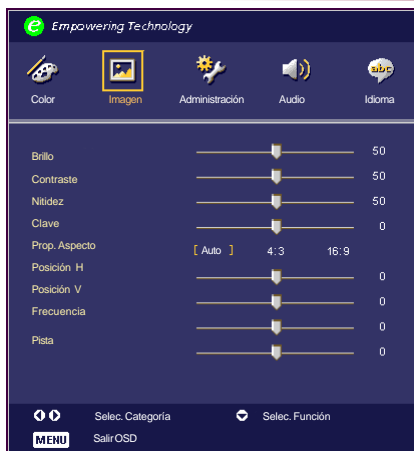 e Empowering Technology
abc
Color Imagen Administración Audio Idioma
Brillo 50
Contraste 50
Nitidez 50
Clave 0
Prop. Aspecto [ Auto ] 4:3 16:9
Posición H 0
Posición V 0
Frecuencia 0
Pista 0
Selec. Categoría Selec. Función
MENU Salir OSD